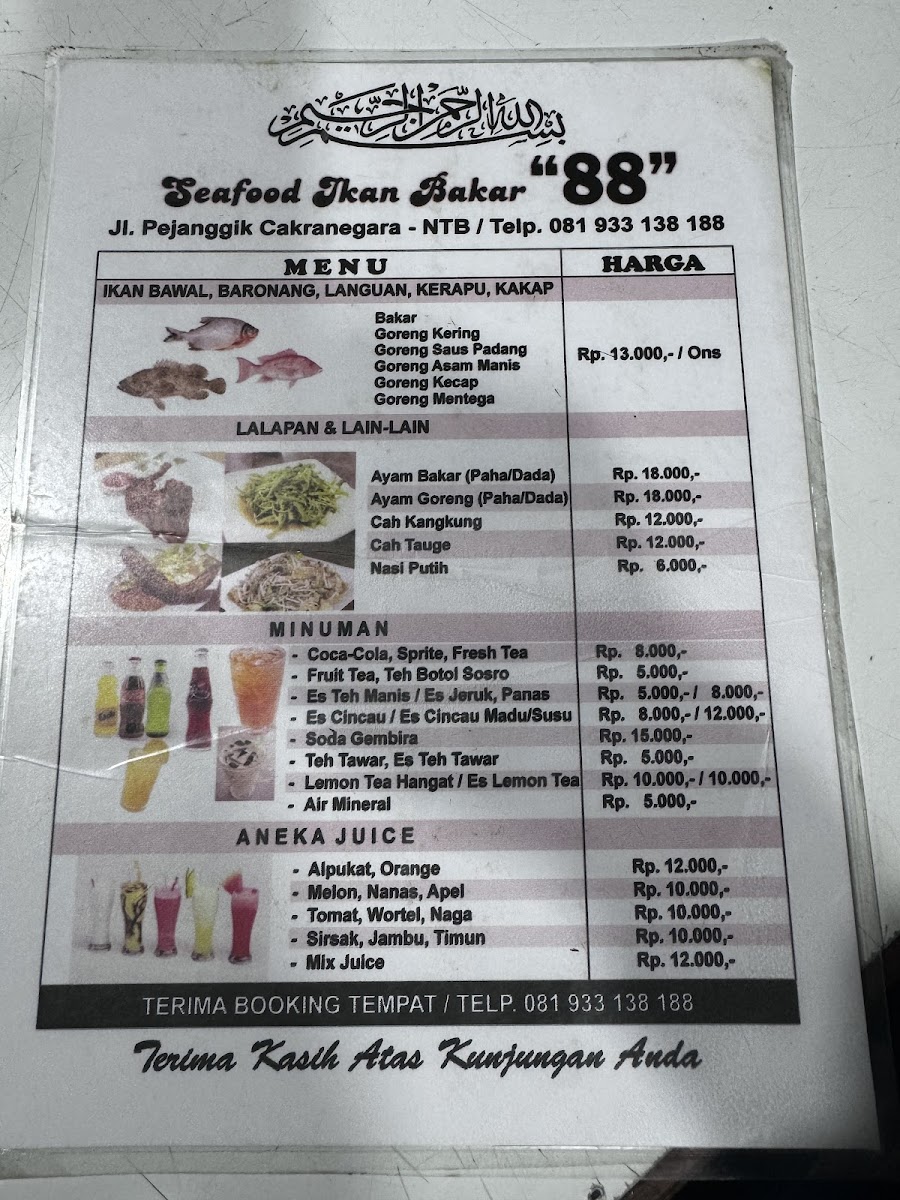 بسم الله الرحمن الرحيم
Seafood Ikan Bakar "88"
Jl. Pejanggik Cakranegara - NTB / Telp. 081 933 138 188
MENU HARGA
IKAN BAWAL, BARONANG, LANGUAN, KERAPU, KAKAP
Bakar
Goreng Kering
Goreng Saus Padang Rp. 13.000,- / Ons
Goreng Asam Manis
Goreng Kecap
Goreng Mentega
LALAPAN & LAIN-LAIN
Ayam Bakar (Paha/Dada) Rp. 18.000,-
Ayam Goreng (Paha/Dada) Rp. 18.000,-
Cah Kangkung Rp. 12.000,-
Cah Tauge Rp. 12.000,-
Nasi Putih Rp. 6.000,-
MINUMAN
- Coca-Cola, Sprite, Fresh Tea Rp. 8.000,-
- Fruit Tea, Teh Botol Sosro Rp. 5.000,-
- Es Teh Manis / Es Jeruk, Panas Rp. 5.000,- / 8.000,-
- Es Cincau / Es Cincau Madu/Susu Rp. 8.000,- / 12.000,-
- Soda Gembira Rp. 15.000,-
- Teh Tawar, Es Teh Tawar Rp. 5.000,-
- Lemon Tea Hangat / Es Lemon Tea Rp. 10.000,- / 10.000,-
- Air Mineral Rp. 5.000,-
ANEKA JUICE
- Alpukat, Orange Rp. 12.000,-
- Melon, Nanas, Apel Rp. 10.000,-
- Tomat, Wortel, Naga Rp. 10.000,-
- Sirsak, Jambu, Timun Rp. 10.000,-
- Mix Juice Rp. 12.000,-
TERIMA BOOKING TEMPAT / TELP. 081 933 138 188
Terima Kasih Atas Kunjungan Anda